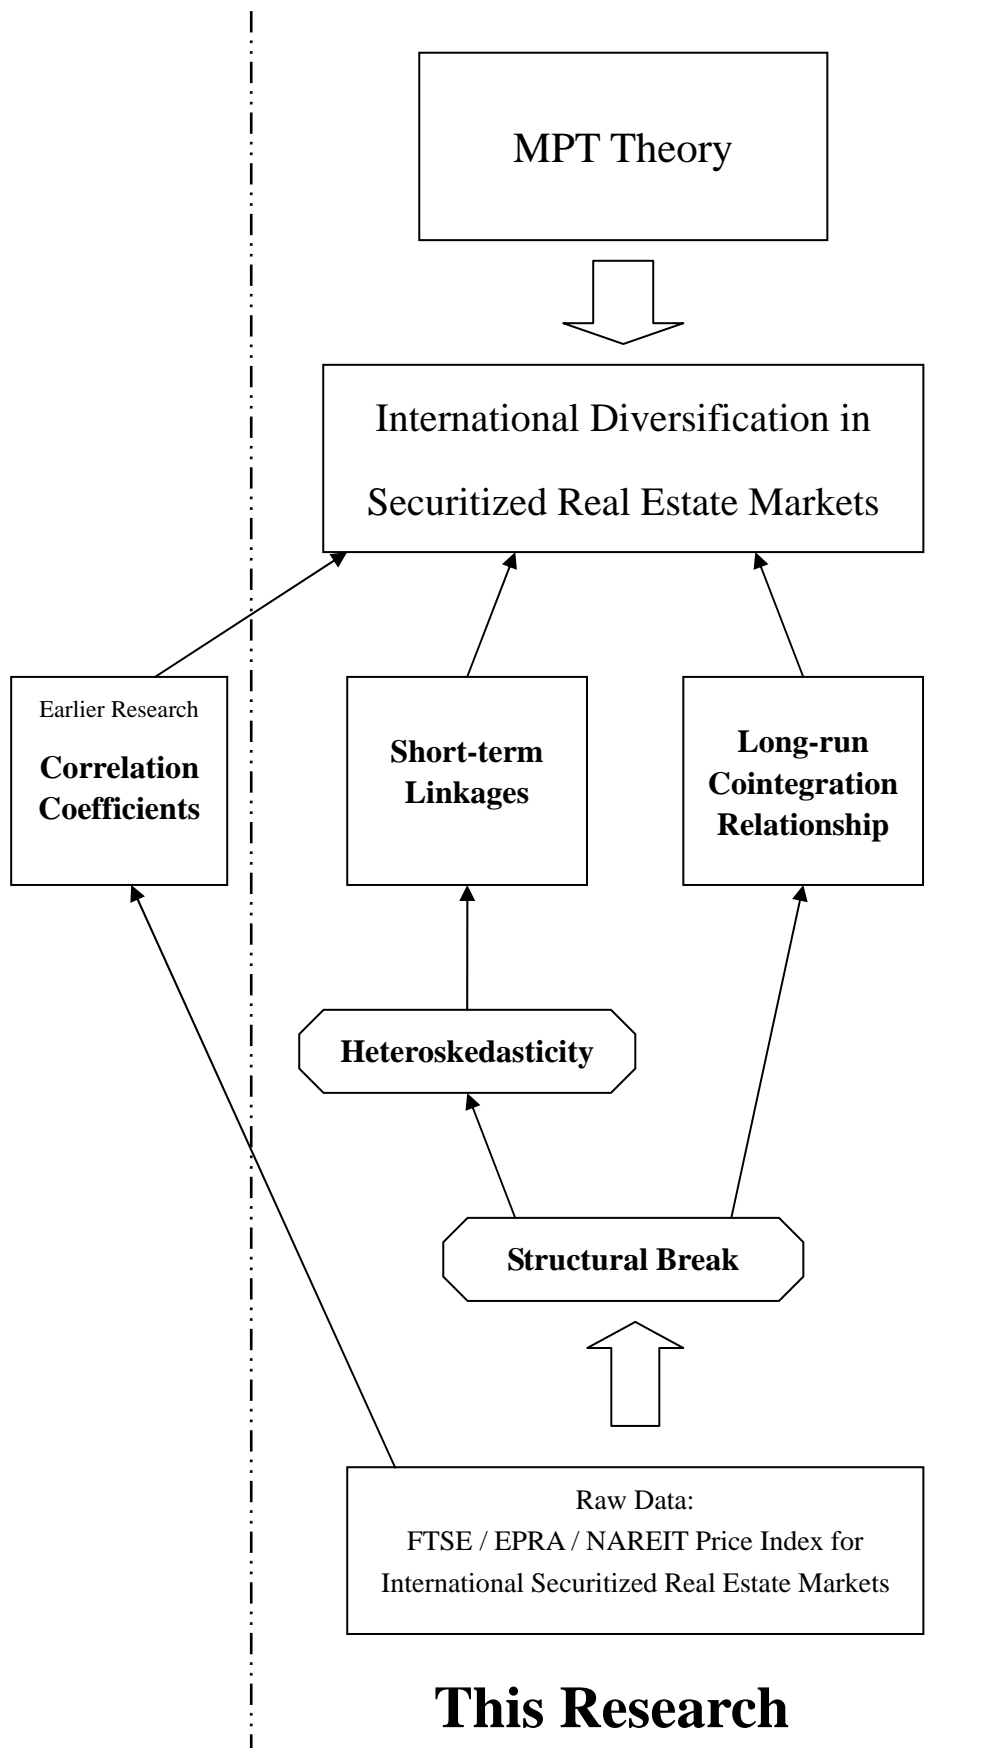 MPT Theory
International Diversification in
Securitized Real Estate Markets
Earlier Research
Correlation
Coefficients
Short-term
Linkages
Long-run
Cointegration
Relationship
Heteroskedasticity
Structural Break
Raw Data:
FTSE / EPRA / NAREIT Price Index for
International Securitized Real Estate Markets
This Research